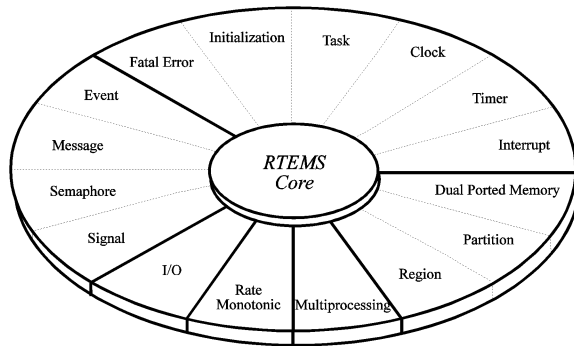 Initialization
Task
Clock
Timer
Interrupt
Dual Ported Memory
Partition
Region
Multiprocessing
Rate
Monotonic
I/O
Signal
Semaphore
Message
Event
Fatal Error
RTEMS
Core